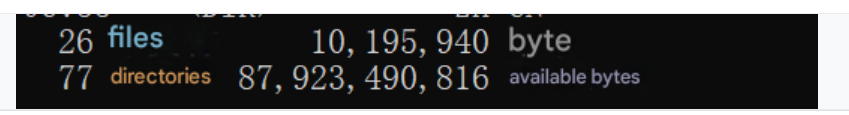 26 files 10,195,940 byte
77 directories 87,923,490,816 available bytes